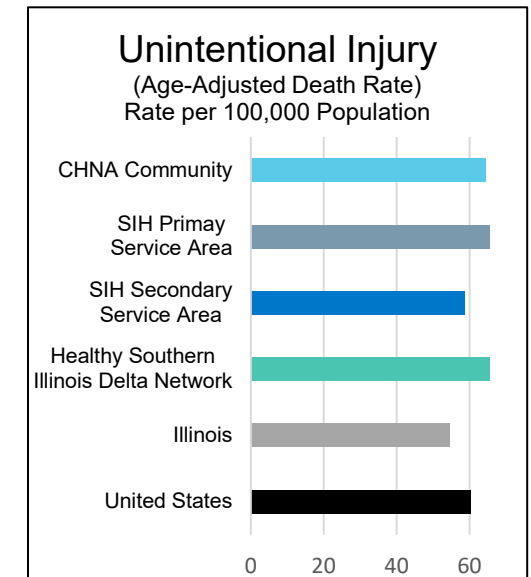 Unintentional Injury
(Age-Adjusted Death Rate)
Rate per 100,000 Population
CHNA Community
SIH Primay
Service Area
SIH Secondary
Service Area
Healthy Southern
Illinois Delta Network
Illinois
United States
0 20 40 60